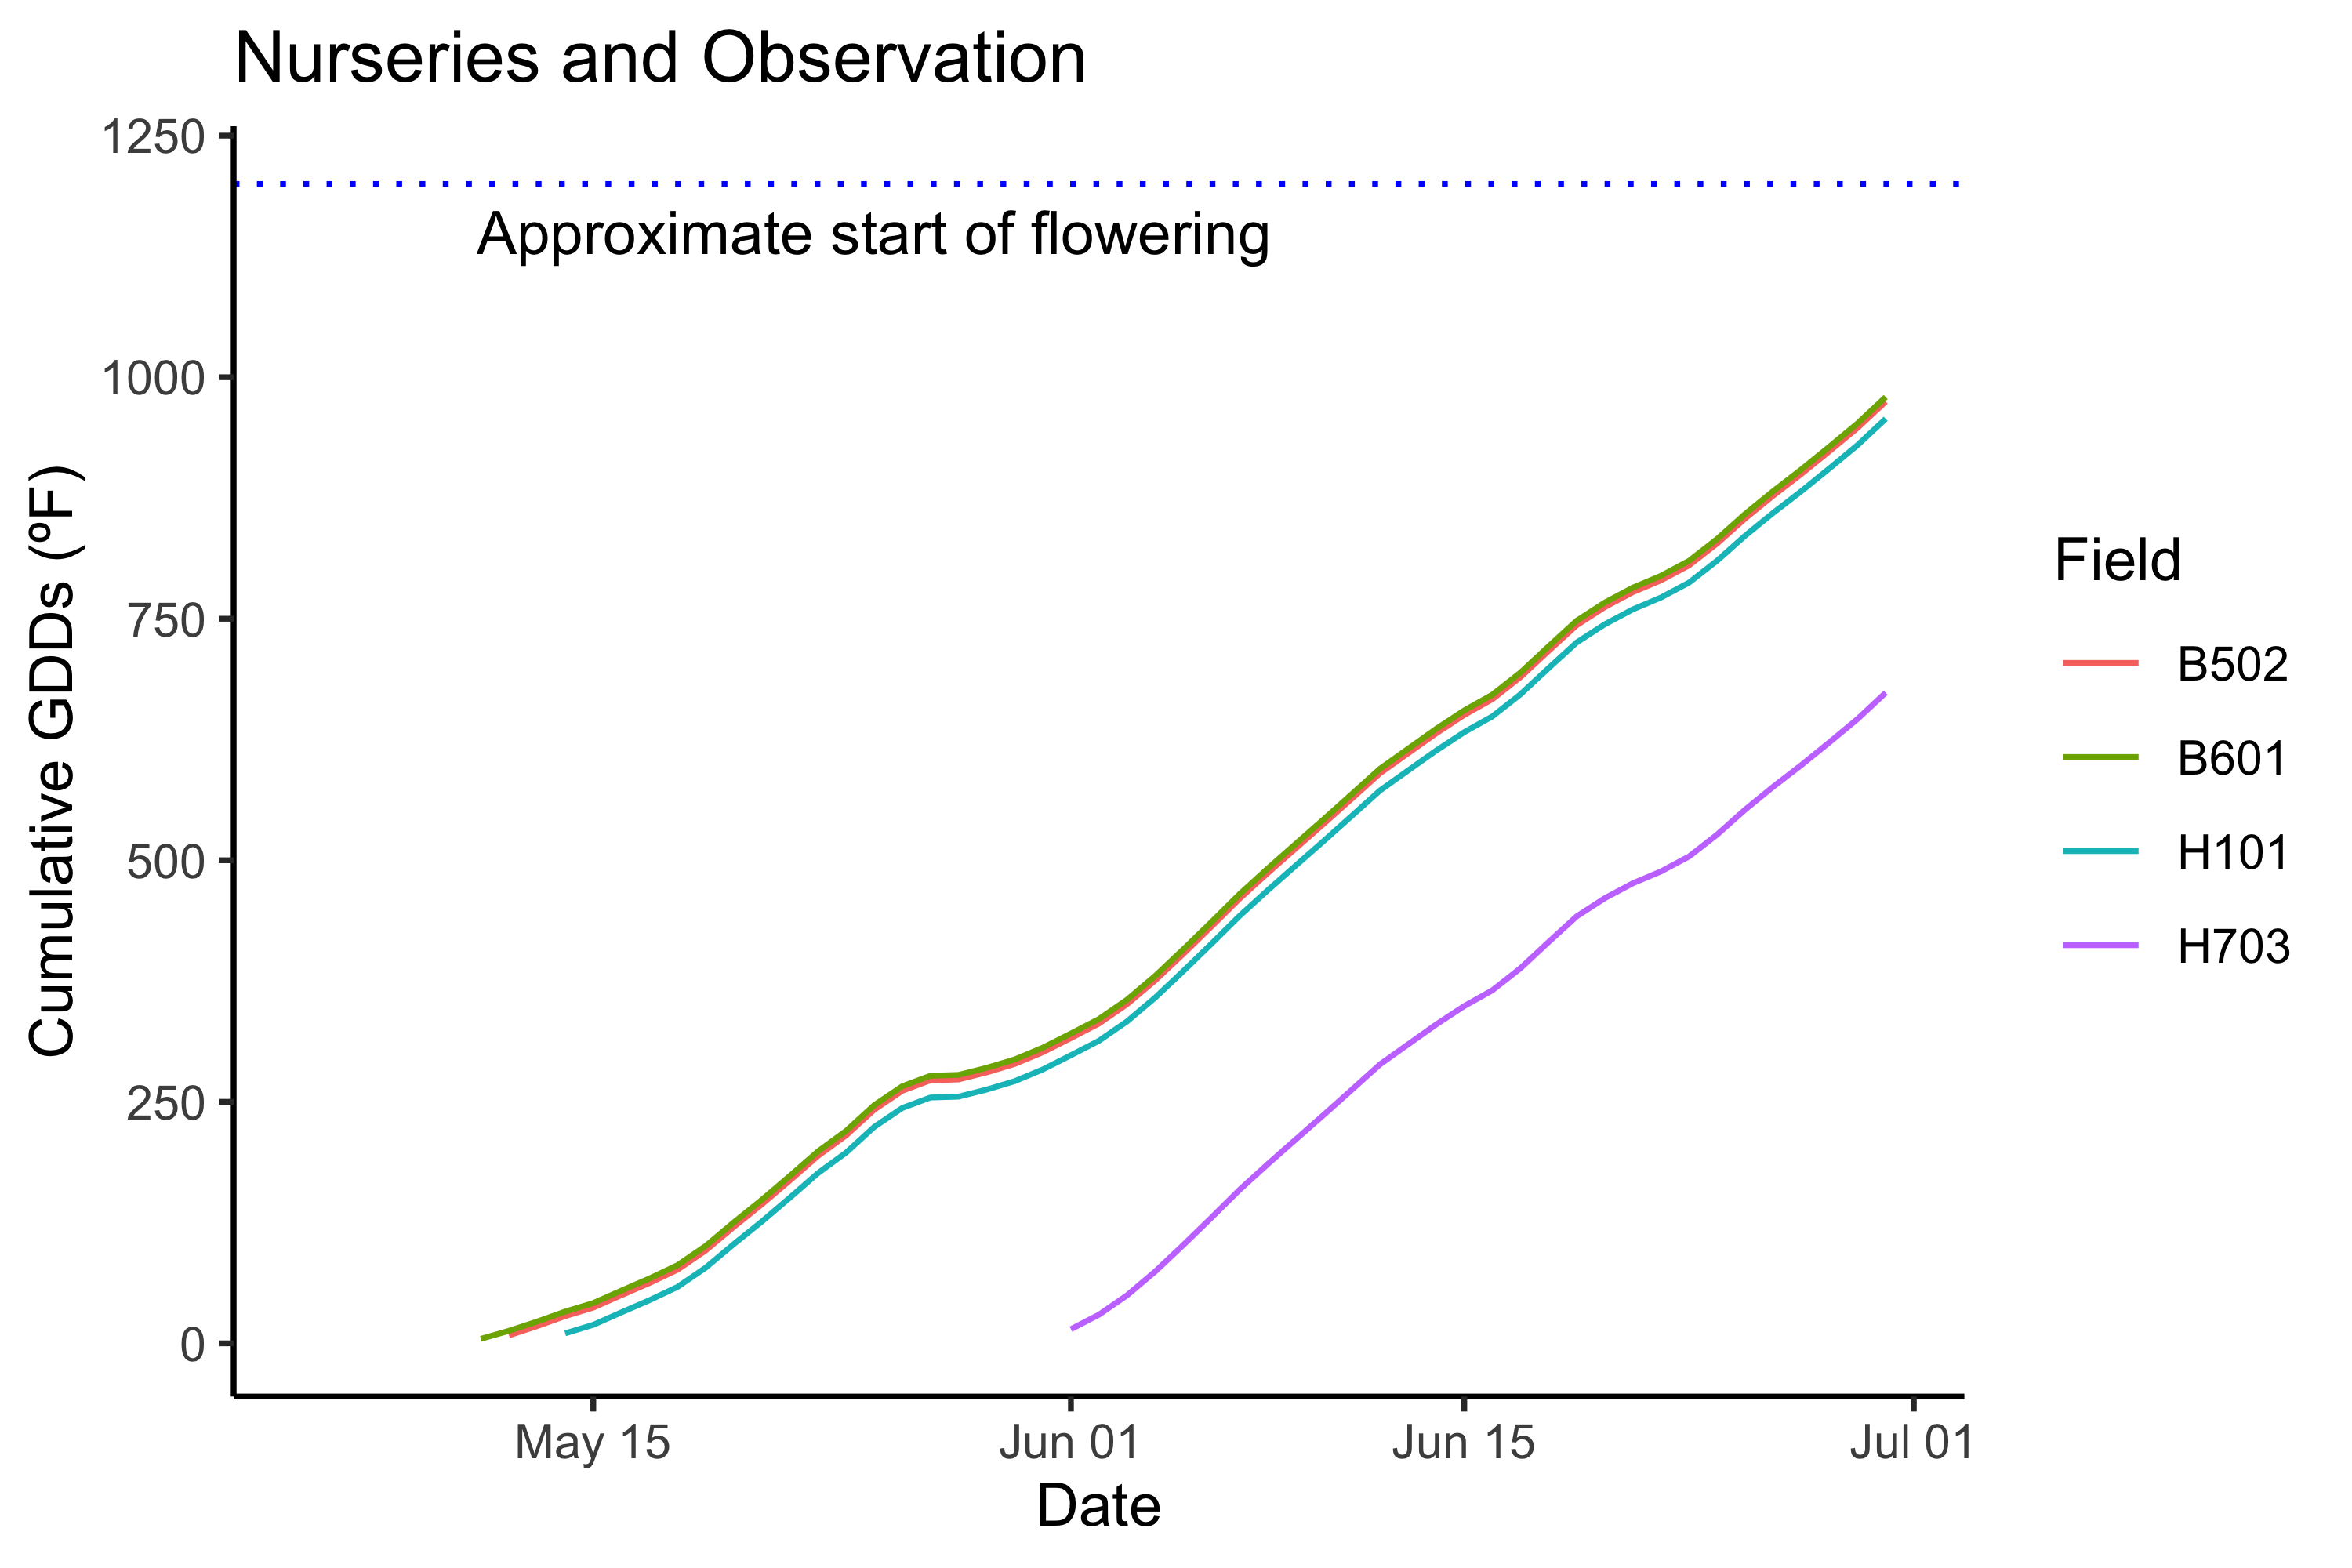 Nurseries and Observation
1250
Approximate start of flowering
1000
750
500
250
0
Cumulative GDDs (ºF)
May 15
Jun 01
Jun 15
Jul 01
Date
Field
B502
B601
H101
H703